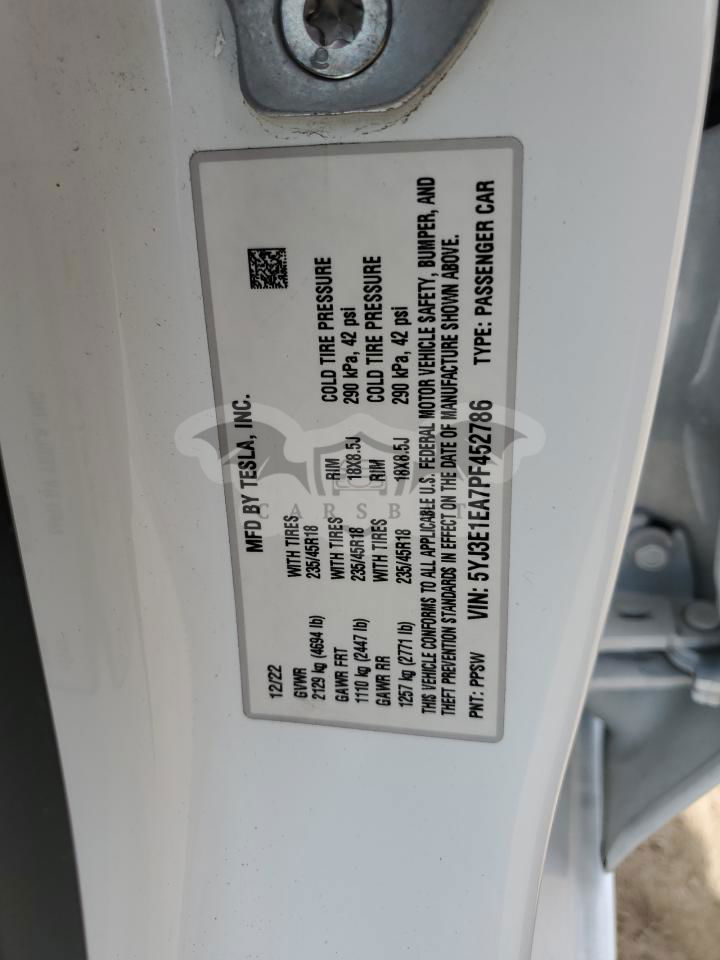 MFD BY TESLA, INC.
12/22
GVWR WITH TIRES RIM COLD TIRE PRESSURE
2129 kg (4694 lb) 235/45R18
GAWR FRT WITH TIRES RIM COLD TIRE PRESSURE
1110 kg (2447 lb) 235/45R18 18X8.5J 290 kPa, 42 psi
GAWR RR WITH TIRES RIM COLD TIRE PRESSURE
1257 kg (2771 lb) 235/45R18 18X8.5J 290 kPa, 42 psi
THIS VEHICLE CONFORMS TO ALL APPLICABLE U.S. FEDERAL MOTOR VEHICLE SAFETY, BUMPER, AND
THEFT PREVENTION STANDARDS IN EFFECT ON THE DATE OF MANUFACTURE SHOWN ABOVE.
PNT: PPSW VIN: 5YJ3E1EA7PF452786 TYPE: PASSENGER CAR